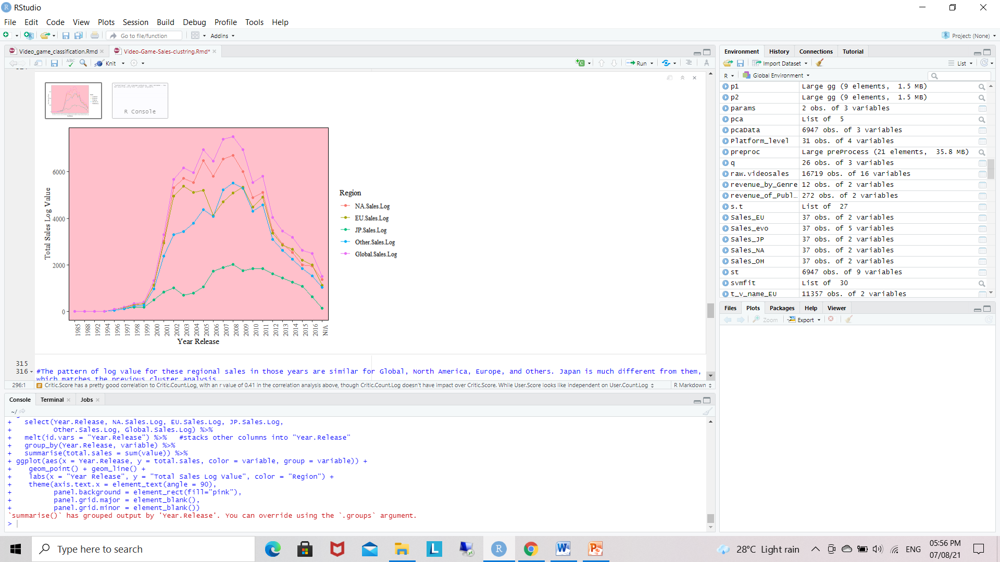 RStudio
File Edit Code View Plots Session Build Debug Profile Tools Help
Go to file/function Addins Project: (None)
Video_game_classification.Rmd Video-Game-Sales-clustring.Rmd*
ABC Knit Run
R Console
Total Sales Log Value
6000
4000
2000
0
1985 1988 1992 1994 1996 1997 1998 1999 2000 2001 2002 2003 2004 2005 2006 2007 2008 2009 2010 2011 2012 2013 2014 2015 2016 N/A
Year Release
Region
NA.Sales.Log
EU.Sales.Log
JP.Sales.Log
Other.Sales.Log
Global.Sales.Log
315
316 #The pattern of log value for these regional sales in those years are similar for Global, North America, Europe, and Others. Japan is much different from them,
which matches the previous cluster analysis
296:1 # Critic.Score has a pretty good correlation to Critic.Count.Log, with an r value of 0.41 in the correlation analysis above, though Critic.Count.Log doesn't have impact over Critic.Score. While User.Score looks like independent on User.Count.Log R Markdown
Console Terminal Jobs
~/
+ select(Year.Release, NA.Sales.Log, EU.Sales.Log, JP.Sales.Log,
+ Other.Sales.Log, Global.Sales.Log) %>%
+ melt(id.vars = "Year.Release") %>% #stacks other columns into "Year.Release"
+ group_by(Year.Release, variable) %>%
+ summarise(total.sales = sum(value)) %>%
+ ggplot(aes(x = Year.Release, y = total.sales, color = variable, group = variable)) +
+ geom_point() + geom_line() +
+ labs(x = "Year Release", y = "Total Sales Log Value", color = "Region") +
+ theme(axis.text.x = element_text(angle = 90),
+ panel.background = element_rect(fill="pink"),
+ panel.grid.major = element_blank(),
+ panel.grid.minor = element_blank())
`summarise()` has grouped output by 'Year.Release'. You can override using the `.groups` argument.
>
Environment History Connections Tutorial
Import Dataset List
R Global Environment
p1 Large gg (9 elements, 1.5 MB)
p2 Large gg (9 elements, 1.5 MB)
params 2 obs. of 3 variables
pca List of 5
pcaData 6947 obs. of 3 variables
Platform_level 31 obs. of 4 variables
preproc Large preProcess (21 elements, 35.8 MB)
q 26 obs. of 3 variables
raw.videosales 16719 obs. of 16 variables
revenue_by_Genre 12 obs. of 2 variables
revenue_of_Publ… 272 obs. of 2 variables
s.t List of 27
Sales_EU 37 obs. of 2 variables
Sales_evo 37 obs. of 5 variables
Sales_JP 37 obs. of 2 variables
Sales_NA 37 obs. of 2 variables
Sales_OH 37 obs. of 2 variables
st 6947 obs. of 9 variables
svmfit List of 30
t_v_name_EU 11357 obs. of 2 variables
Files Plots Packages Help Viewer
Zoom Export
Type here to search
28°C Light rain ENG
05:56 PM
07/08/21